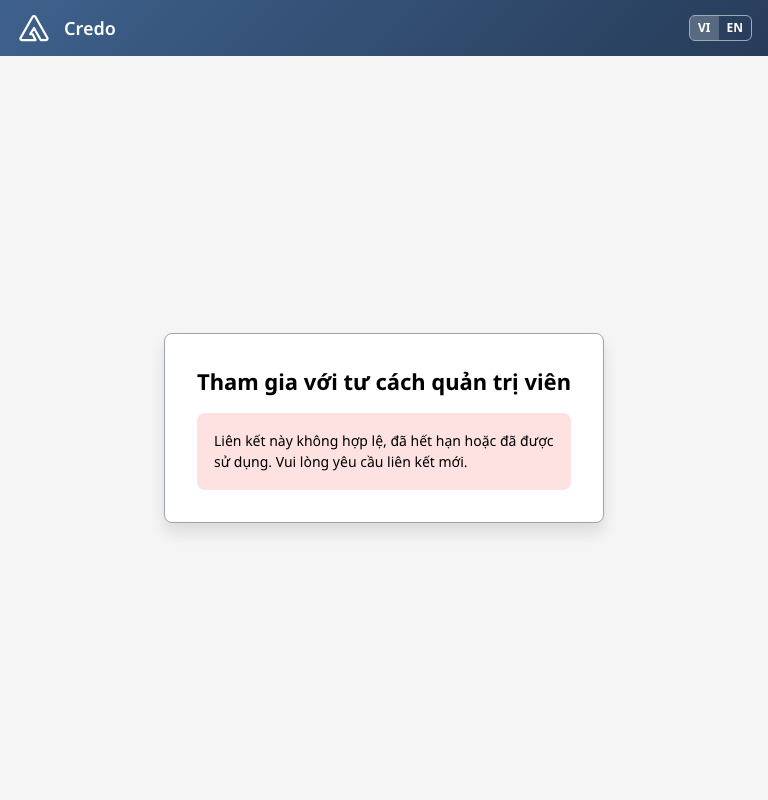 Credo
VI EN
Tham gia với tư cách quản trị viên
Liên kết này không hợp lệ, đã hết hạn hoặc đã được
sử dụng. Vui lòng yêu cầu liên kết mới.